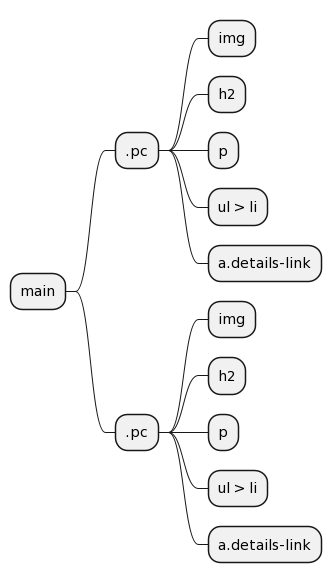 main
.pc
img
h2
p
ul > li
a.details-link
.pc
img
h2
p
ul > li
a.details-link